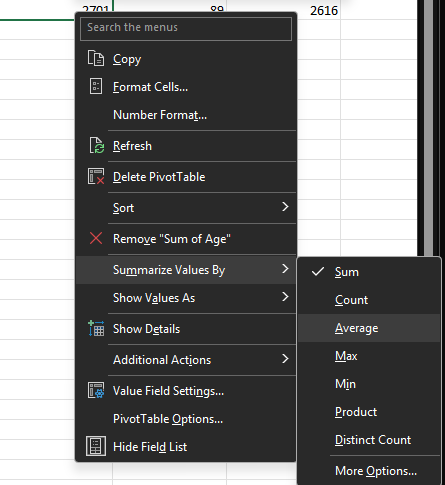 2701 89 2616
Search the menus
Copy
Format Cells...
Number Format...
Refresh
Delete PivotTable
Sort
Remove "Sum of Age"
Summarize Values By
Show Values As
Show Details
Additional Actions
Value Field Settings...
PivotTable Options...
Hide Field List
Sum
Count
Average
Max
Min
Product
Distinct Count
More Options...